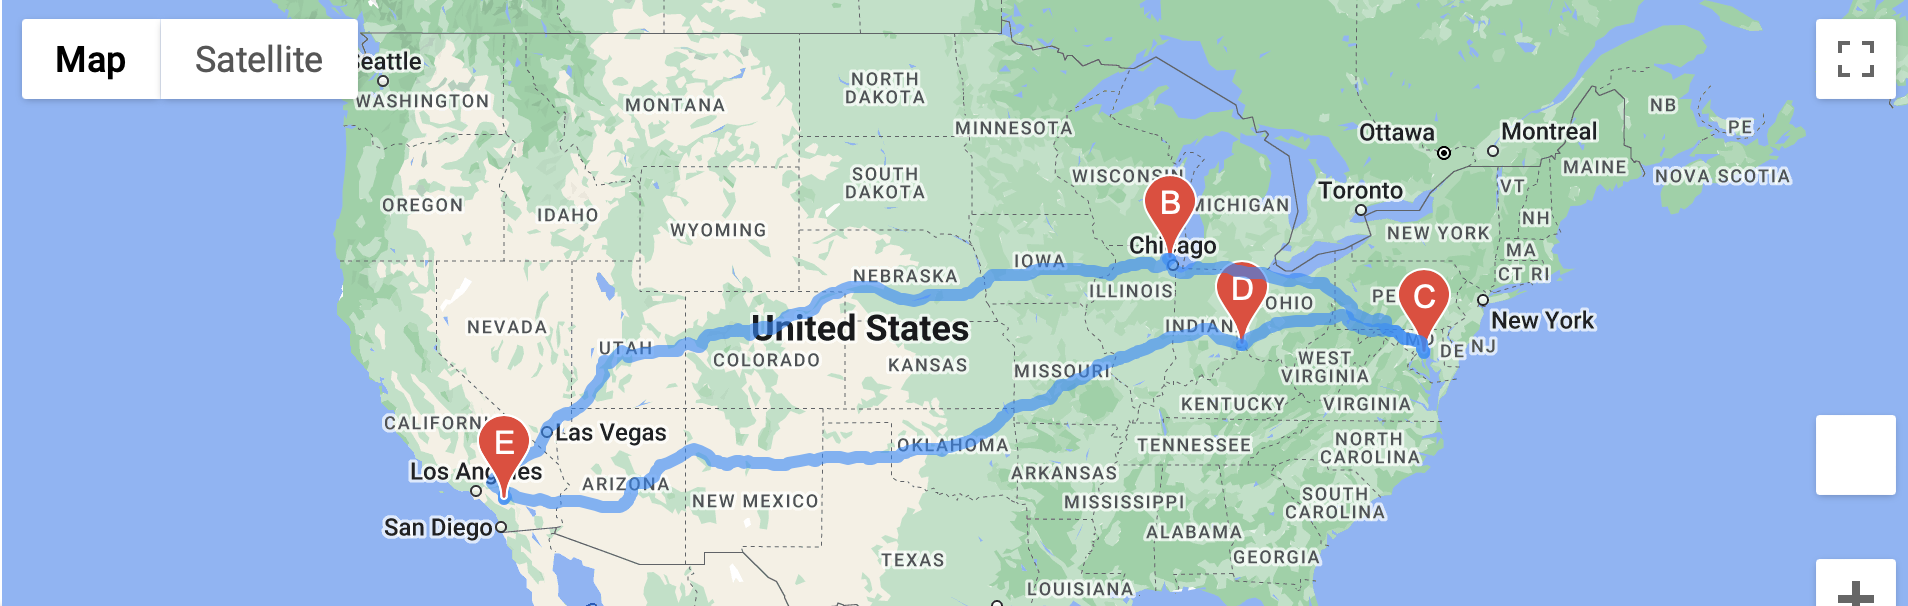 Map
Satellite
Seattle
WASHINGTON
MONTANA
NORTH
DAKOTA
MINNESOTA
Ottawa
Montreal
NB
PE
MAINE
NOVA SCOTIA
OREGON
IDAHO
SOUTH
DAKOTA
WISCONSIN
B
MICHIGAN
Toronto
VT
NH
WYOMING
NEW YORK
MA
CT RI
Chicago
IOWA
NEBRASKA
ILLINOIS
D
OHIO
PE
C
New York
NEVADA
UTAH
United States
COLORADO
KANSAS
MISSOURI
INDIAN
WEST
VIRGINIA
MD
DE
NJ
KENTUCKY
VIRGINIA
CALIFORNI
E
Las Vegas
Los Angeles
OKLAHOMA
TENNESSEE
NORTH
CAROLINA
ARIZONA
NEW MEXICO
ARKANSAS
MISSISSIPPI
SOUTH
CAROLINA
San Diego
ALABAMA
GEORGIA
TEXAS
LOUISIANA